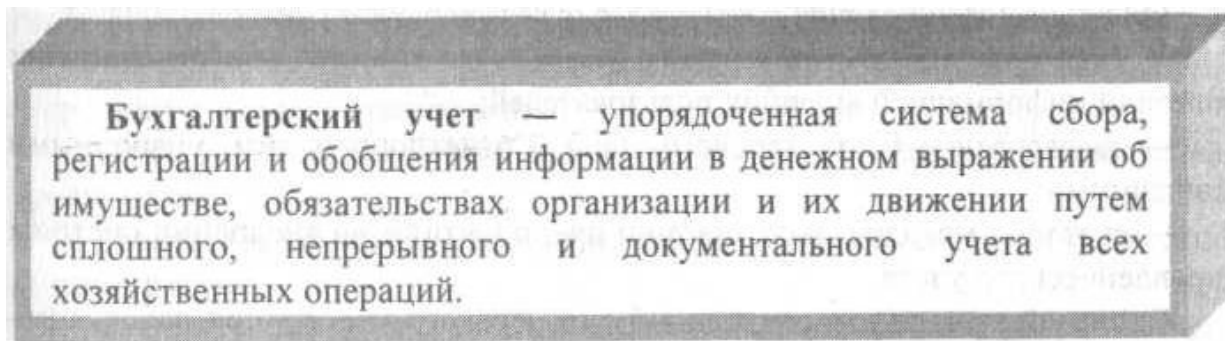 Бухгалтерский учет — упорядоченная система сбора,
регистрации и обобщения информации в денежном выражении об
имуществе, обязательствах организации и их движении путем
сплошного, непрерывного и документального учета всех
хозяйственных операций.